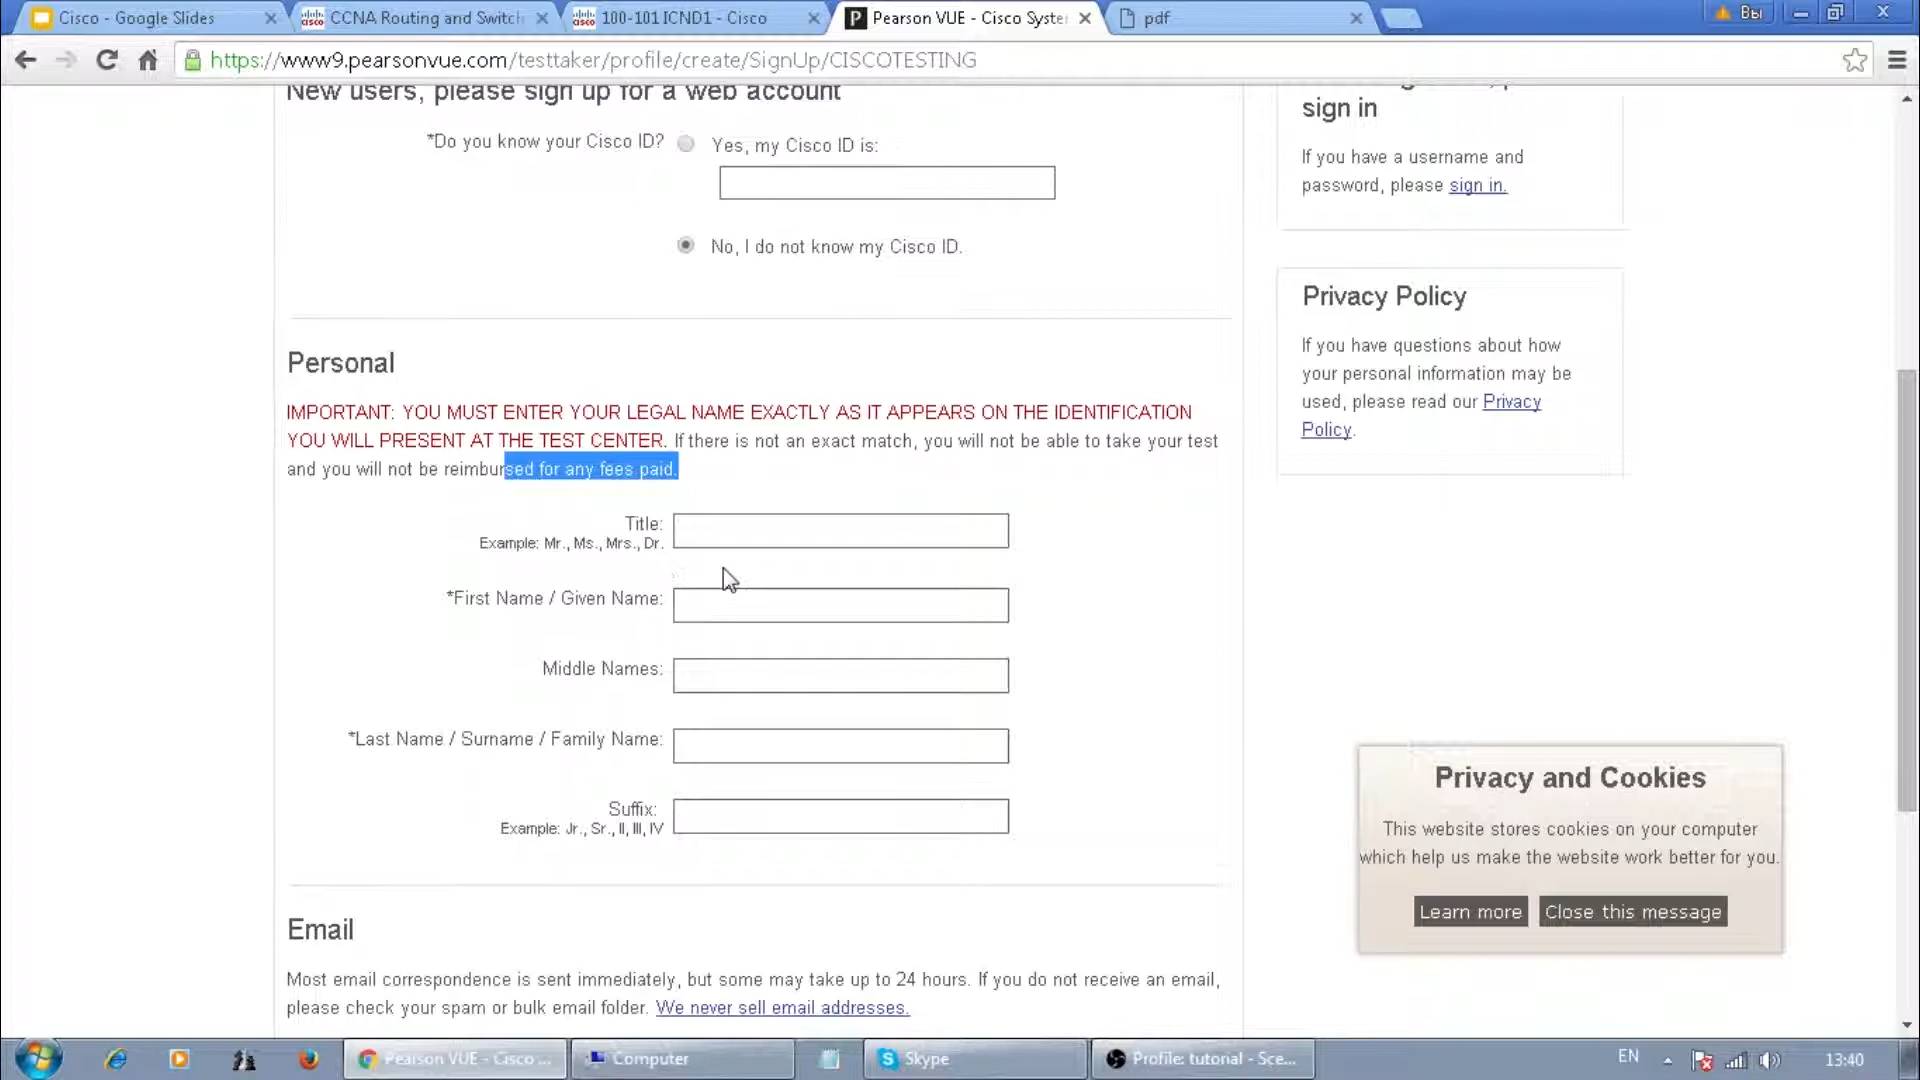 Cisco - Google Slides
CCNA Routing and Switch
100-101 ICND1 - Cisco
Pearson VUE - Cisco Syste
pdf
Вы
https://www9.pearsonvue.com/testtaker/profile/create/SignUp/CISCOTESTING
New users, please sign up for a web account
*Do you know your Cisco ID?
Yes, my Cisco ID is:
No, I do not know my Cisco ID.
Personal
IMPORTANT: YOU MUST ENTER YOUR LEGAL NAME EXACTLY AS IT APPEARS ON THE IDENTIFICATION
YOU WILL PRESENT AT THE TEST CENTER. If there is not an exact match, you will not be able to take your test
and you will not be reimbursed for any fees paid.
Title:
Example: Mr., Ms., Mrs., Dr.
*First Name / Given Name:
Middle Names:
*Last Name / Surname / Family Name:
Suffix:
Example: Jr., Sr., II, III, IV
Email
Most email correspondence is sent immediately, but some may take up to 24 hours. If you do not receive an email,
please check your spam or bulk email folder. We never sell email addresses.
sign in
If you have a username and
password, please sign in.
Privacy Policy
If you have questions about how
your personal information may be
used, please read our Privacy
Policy.
Privacy and Cookies
This website stores cookies on your computer
which help us make the website work better for you.
Learn more
Close this message
Pearson VUE - Cisco ...
Computer
Skype
Profile: tutorial - Sce...
EN
13:40